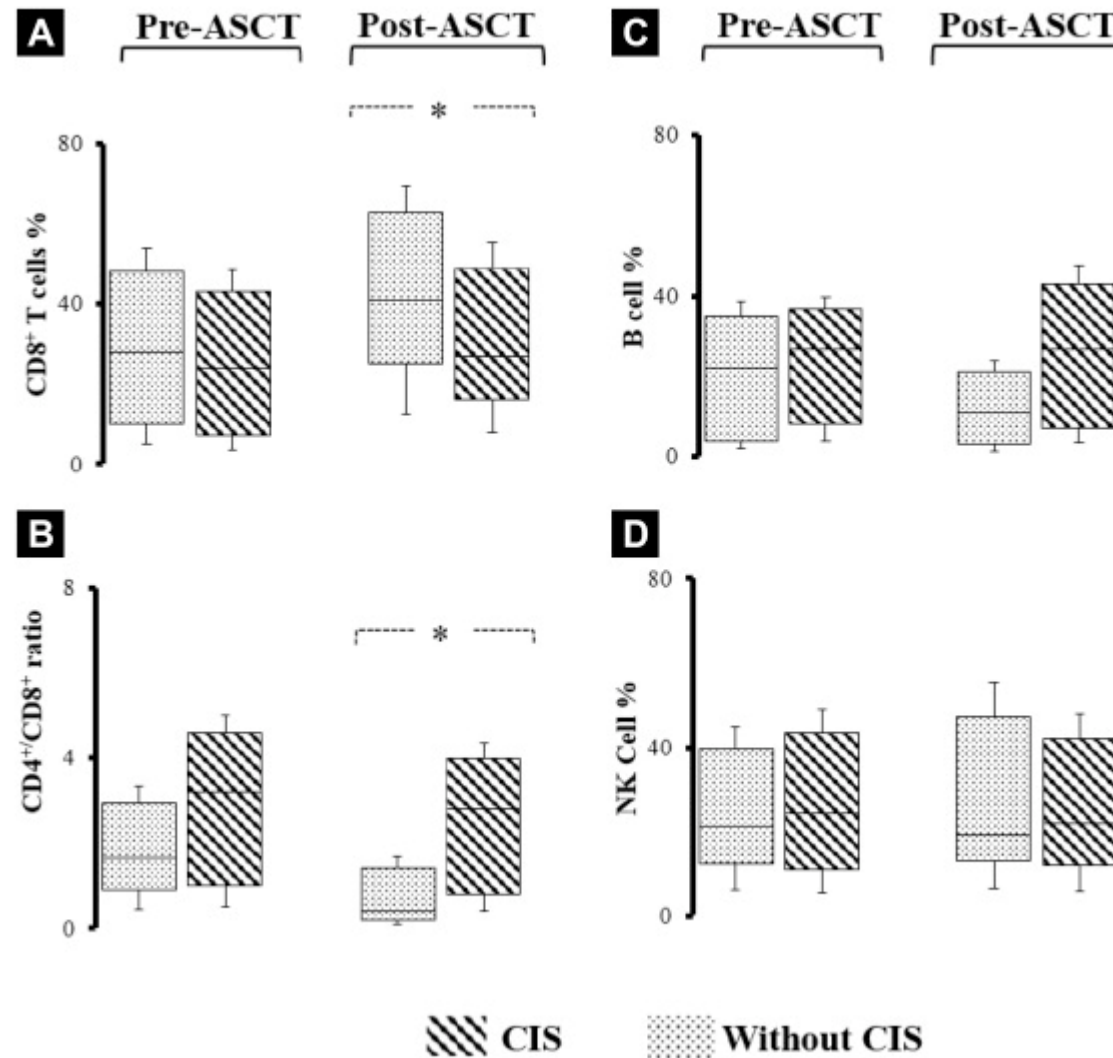 A Pre-ASCT Post-ASCT
*
80
40
0
CD8⁺ T cells %
B
*
8
4
0
CD4⁺/CD8⁺ ratio
C Pre-ASCT Post-ASCT
80
40
0
B cell %
D
80
40
0
NK Cell %
CIS Without CIS